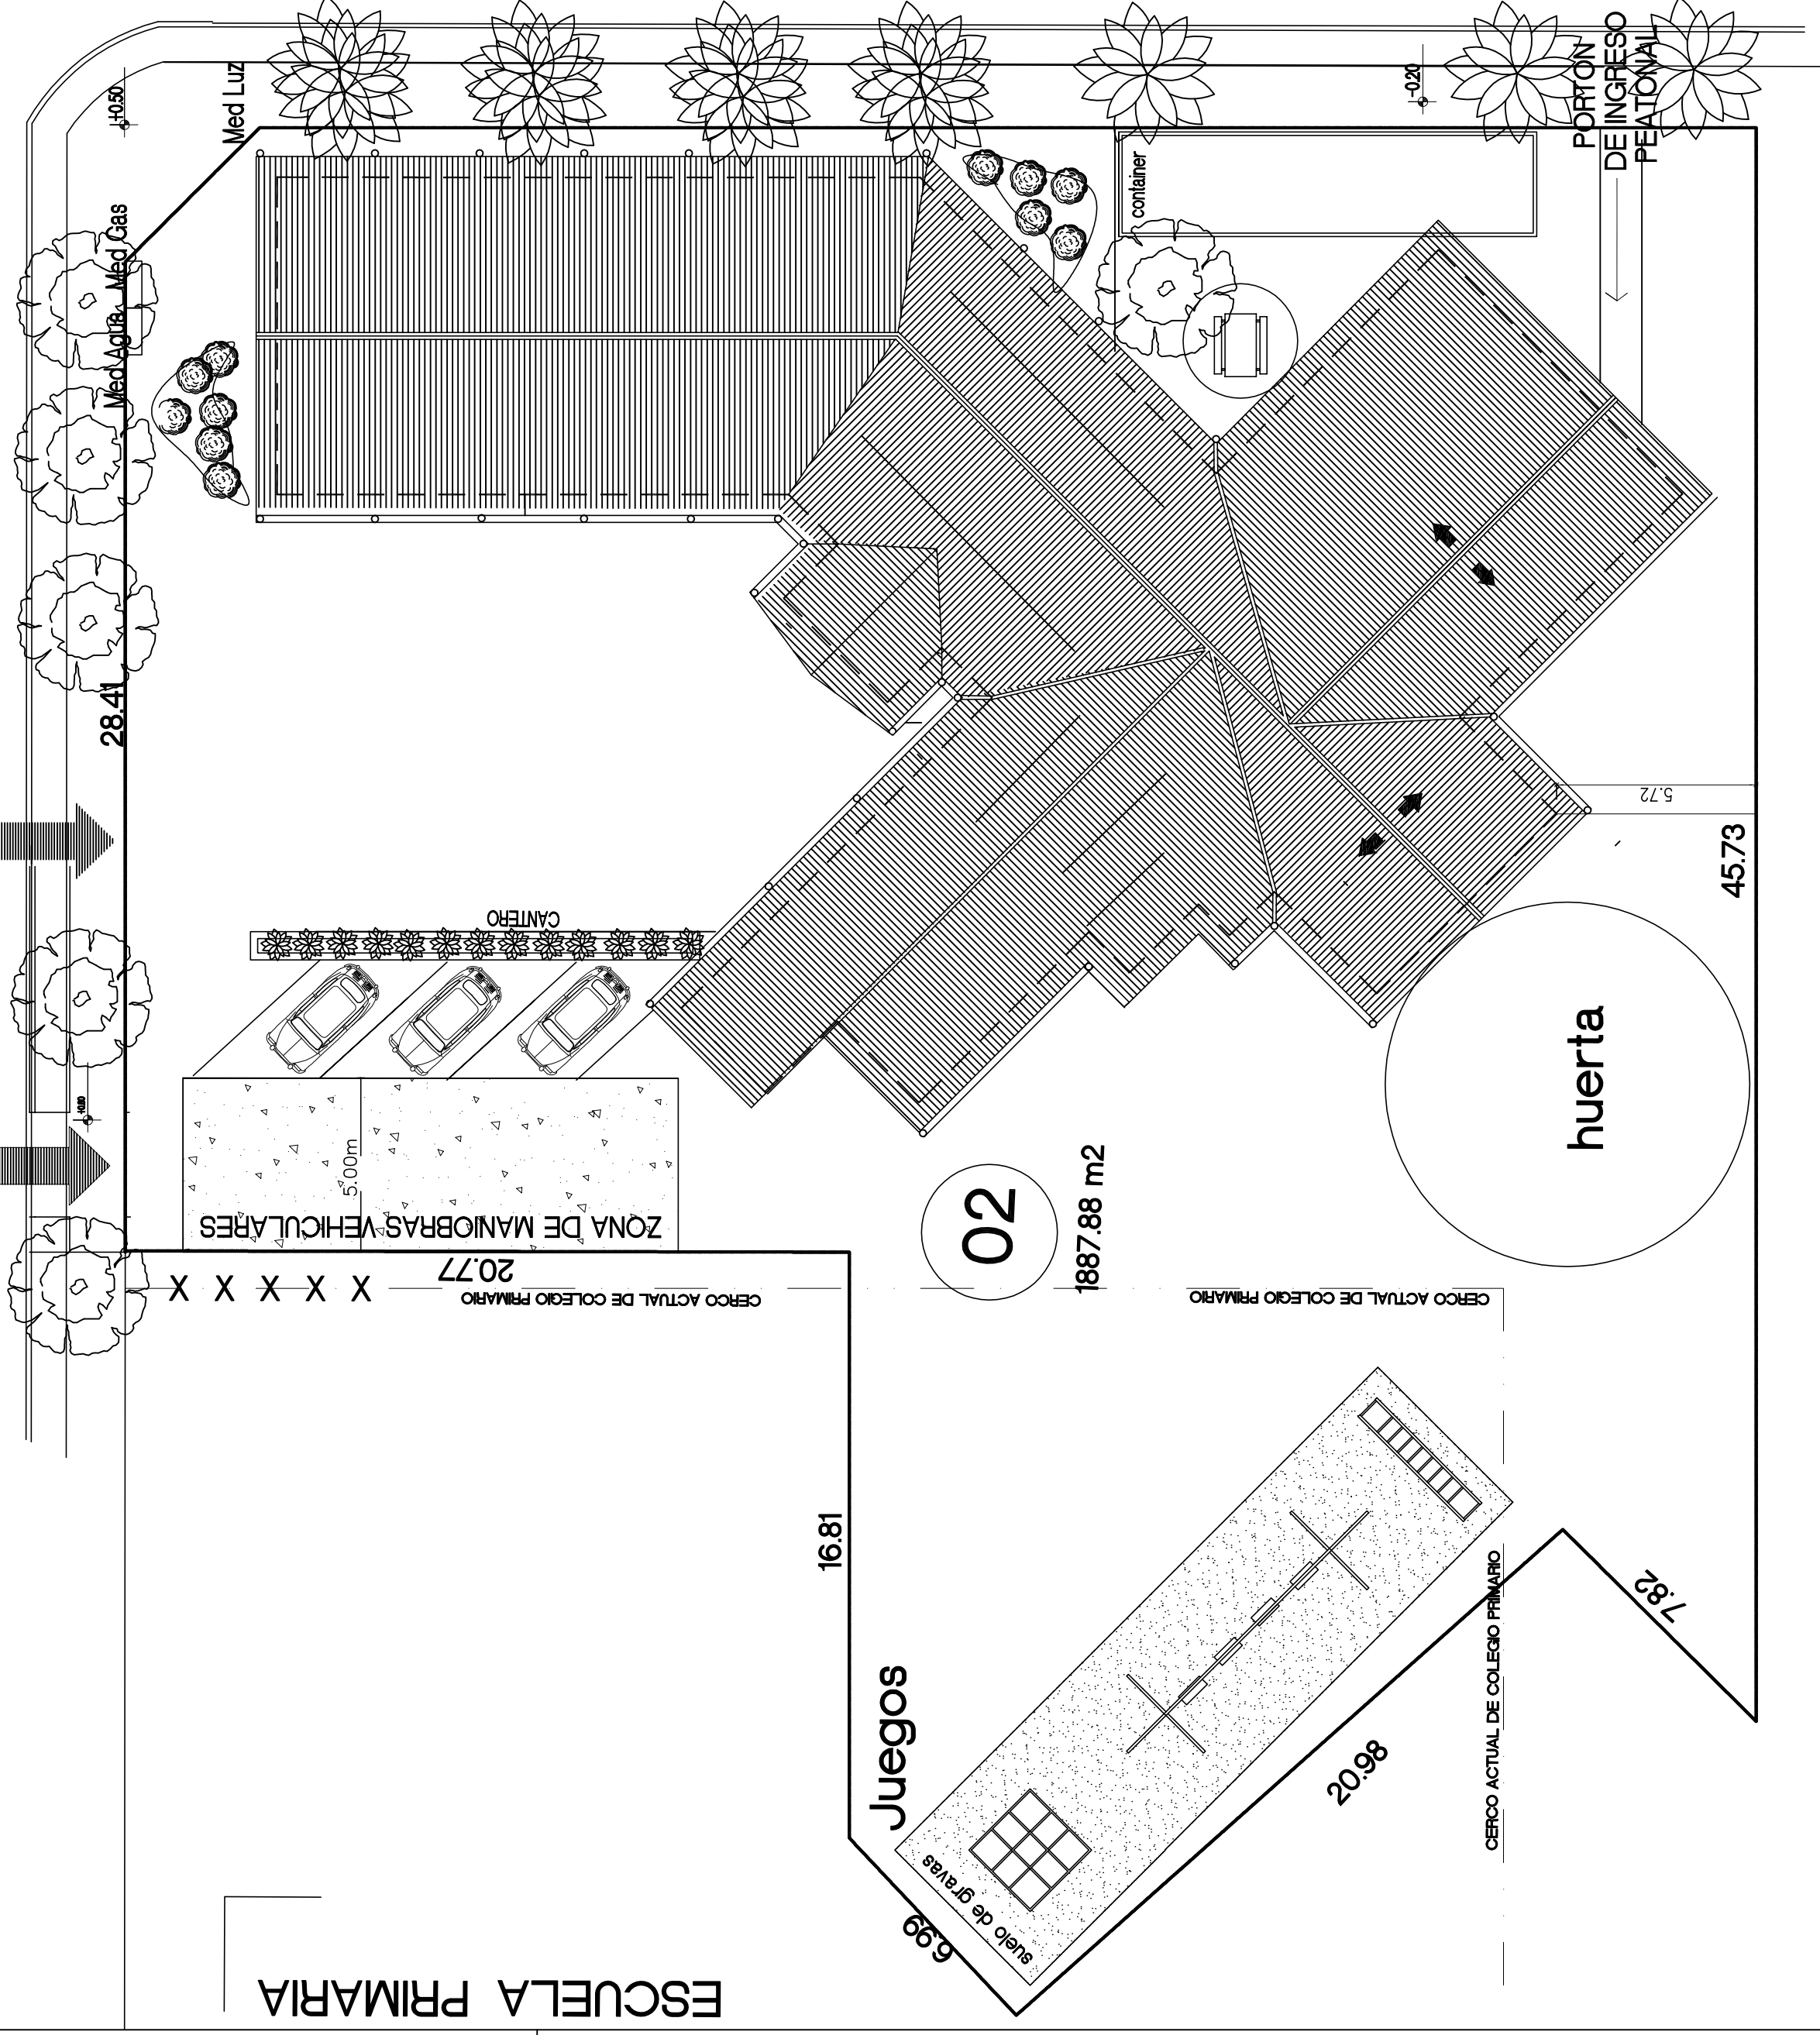 +0.50
Med Luz
-0.20
PORTON
DE INGRESO
PEATONAL
container
Med Agua
Med Gas
28.41
5.72
45.73
CANTERO
huerta
5.00m
ZONA DE MANIOBRAS VEHICULARES
02
1887.88 m2
20.77
X X X X X
CERCO ACTUAL DE COLEGIO PRIMARIO
CERCO ACTUAL DE COLEGIO PRIMARIO
16.81
CERCO ACTUAL DE COLEGIO PRIMARIO
7.82
Juegos
20.98
suelo de gravas
6.99
ESCUELA PRIMARIA